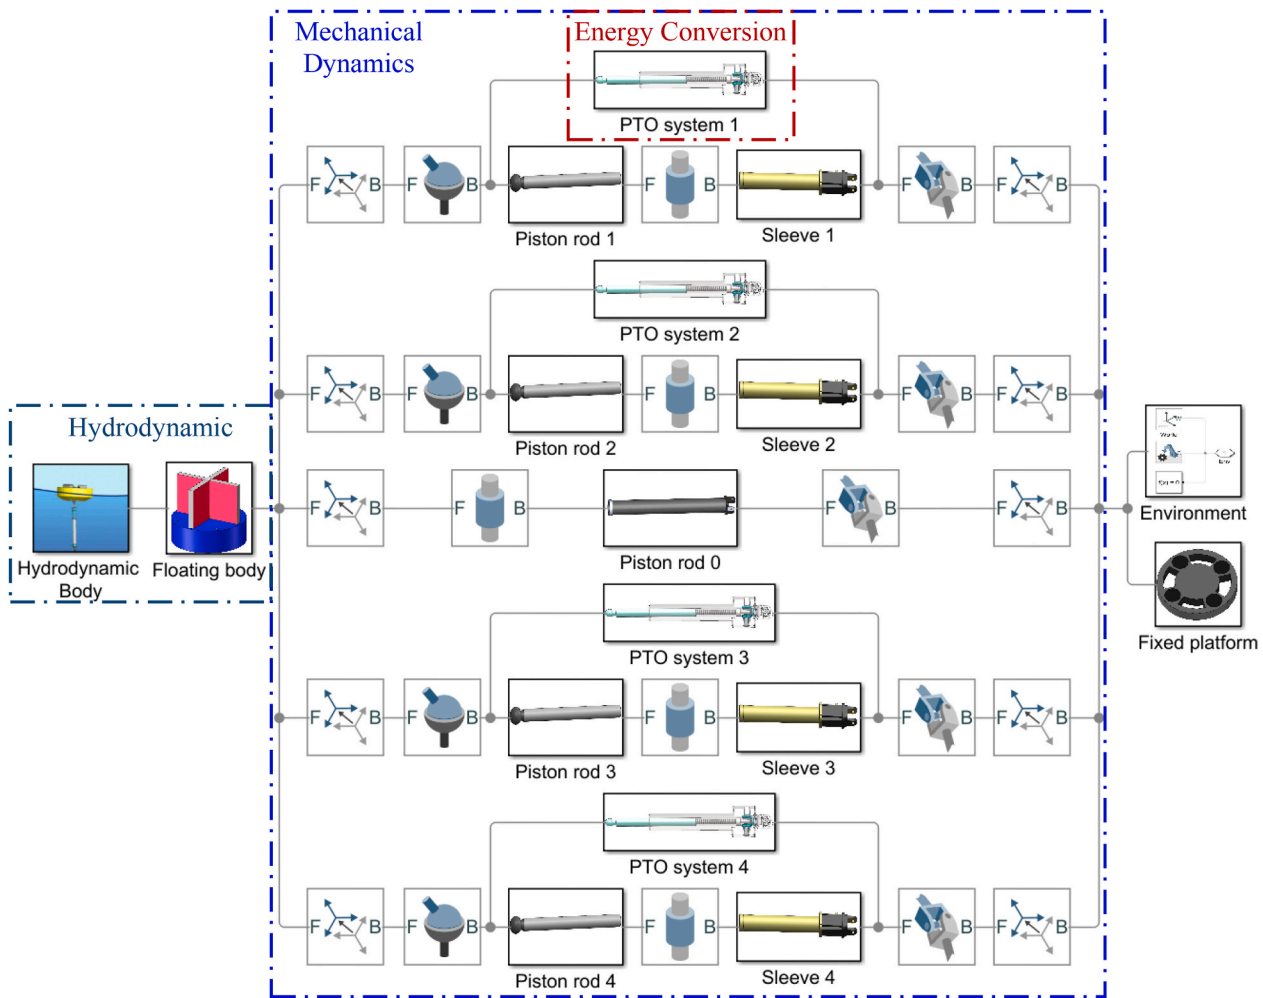 Mechanical
Dynamics
Energy Conversion
PTO system 1
F B F B F B F B F B
Piston rod 1
Sleeve 1
PTO system 2
F B F B F B F B F B
Piston rod 2
Sleeve 2
Hydrodynamic
Hydrodynamic
Body
Floating body
F B F B F B F B
Piston rod 0
World
Environment
Fixed platform
PTO system 3
F B F B F B F B F B
Piston rod 3
Sleeve 3
PTO system 4
F B F B F B F B F B
Piston rod 4
Sleeve 4